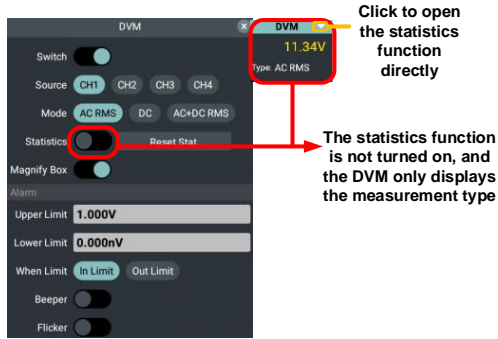 DVM
Switch
Source CH1 CH2 CH3 CH4
Mode AC RMS DC AC+DC RMS
Statistics Reset Stat.
Magnify Box
Alarm
Upper Limit 1.000V
Lower Limit 0.000nV
When Limit In Limit Out Limit
Beeper
Flicker
DVM
11.34V
Type: AC RMS
Click to open
the statistics
function
directly
The statistics function
is not turned on, and
the DVM only displays
the measurement type